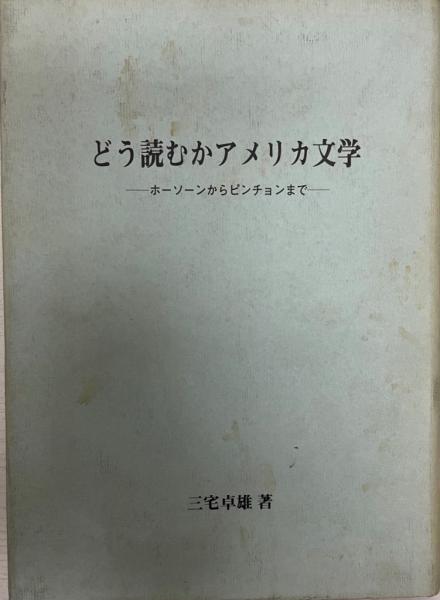 どう読むかアメリカ文学
——ホーソーンからピンチョンまで——
三宅卓雄 著